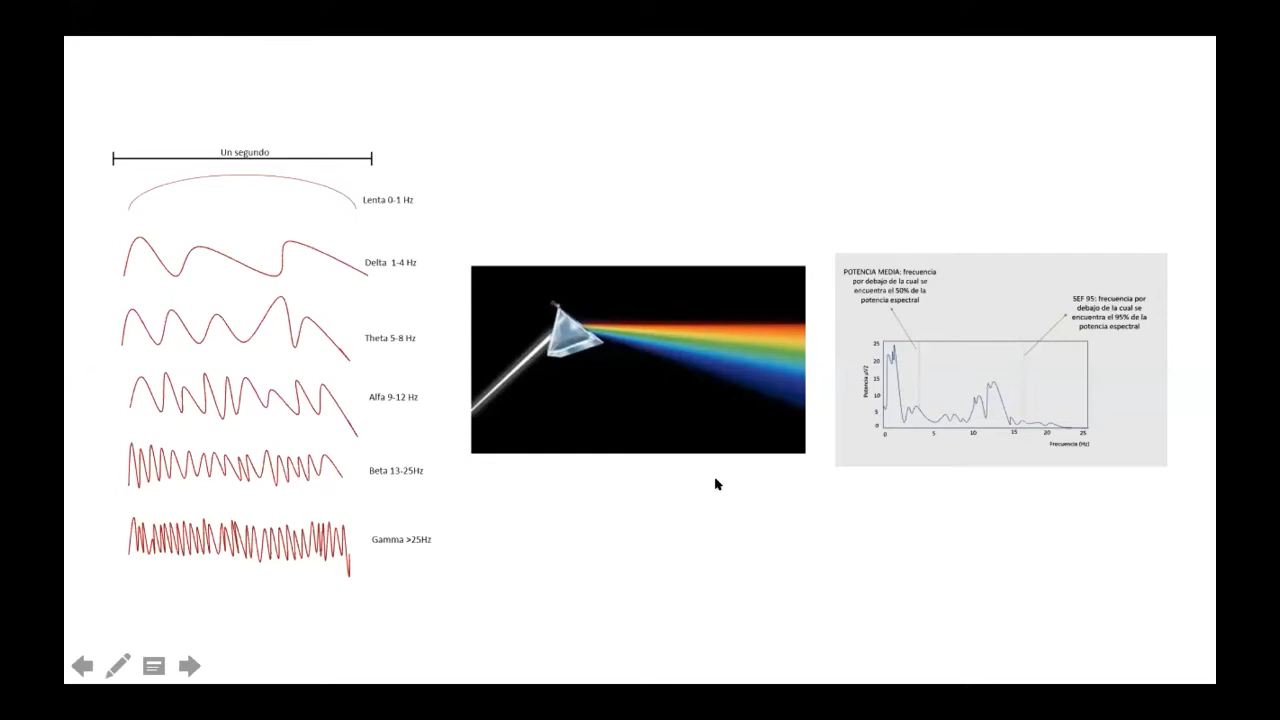 Un segundo
Lenta 0-1 Hz
Delta 1-4 Hz
Theta 5-8 Hz
Alfa 9-12 Hz
Beta 13-25Hz
Gamma >25Hz
POTENCIA MEDIA: frecuencia
por debajo de la cual se
encuentra el 50% de la
potencia espectral
SEF 95: frecuencia por
debajo de la cual se
encuentra el 95% de la
potencia espectral
25
20
15
10
5
0
Potencia µV2
0 5 10 15 20 25
Frecuencia (Hz)